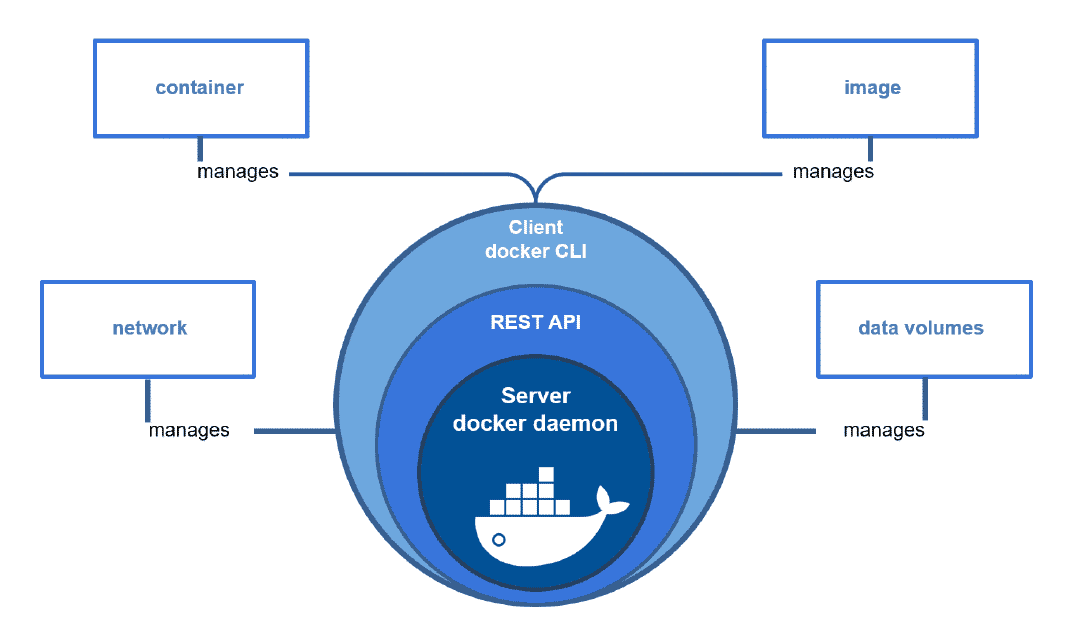 container
image
manages
manages
Client
docker CLI
network
REST API
data volumes
Server
docker daemon
manages
manages